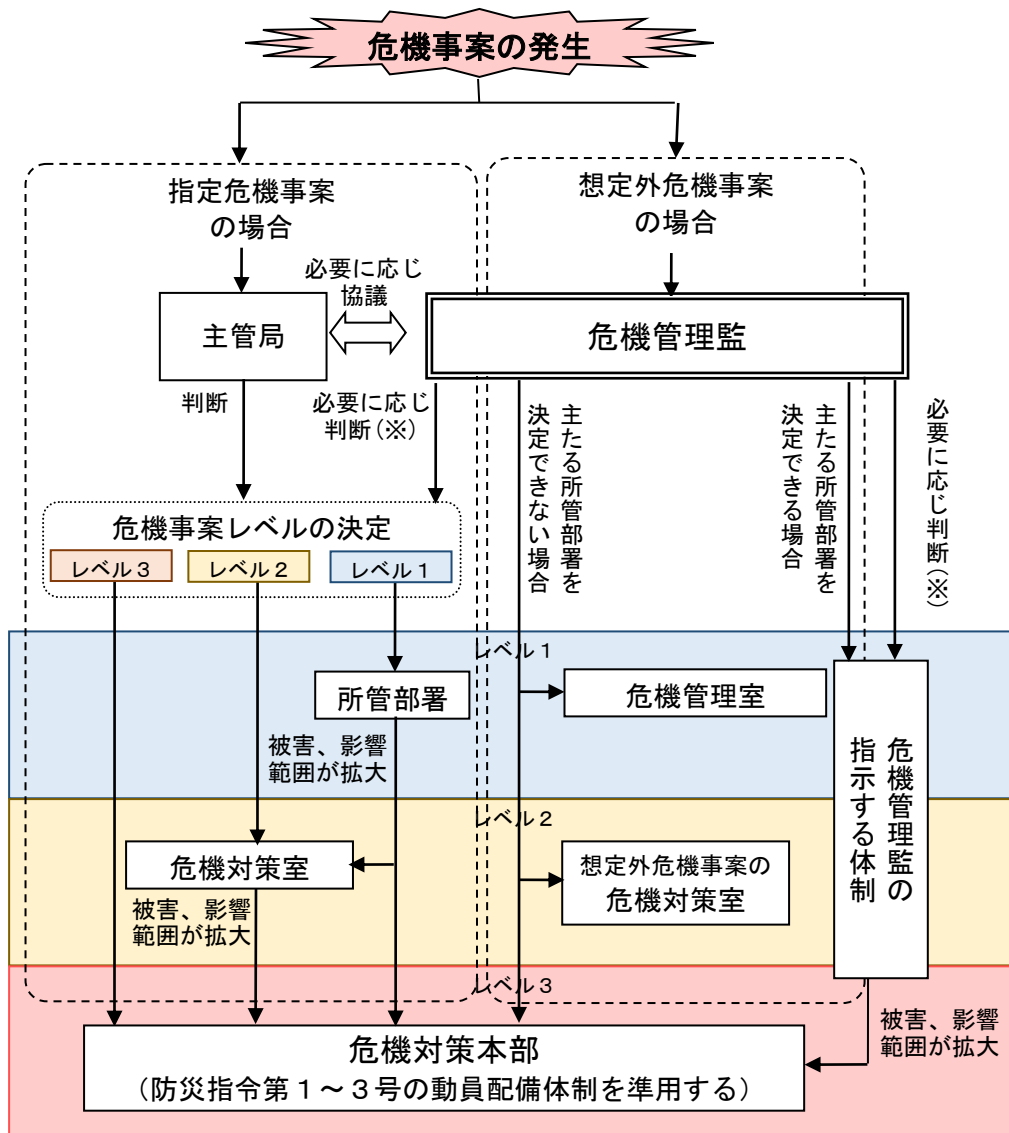 危機事案の発生
指定危機事案
の場合
想定外危機事案
の場合
必要に応じ
協議
主管局
危機管理監
判断
必要に応じ
判断(※)
主たる所管部署を
決定できない場合
主たる所管部署を
決定できる場合
必要に応じ判断(※)
危機事案レベルの決定
レベル3
レベル2
レベル1
レベル1
所管部署
危機管理室
被害、影響
範囲が拡大
危機管理監の
指示する体制
レベル2
危機対策室
想定外危機事案の
危機対策室
被害、影響
範囲が拡大
レベル3
被害、影響
範囲が拡大
危機対策本部
(防災指令第1~3号の動員配備体制を準用する)